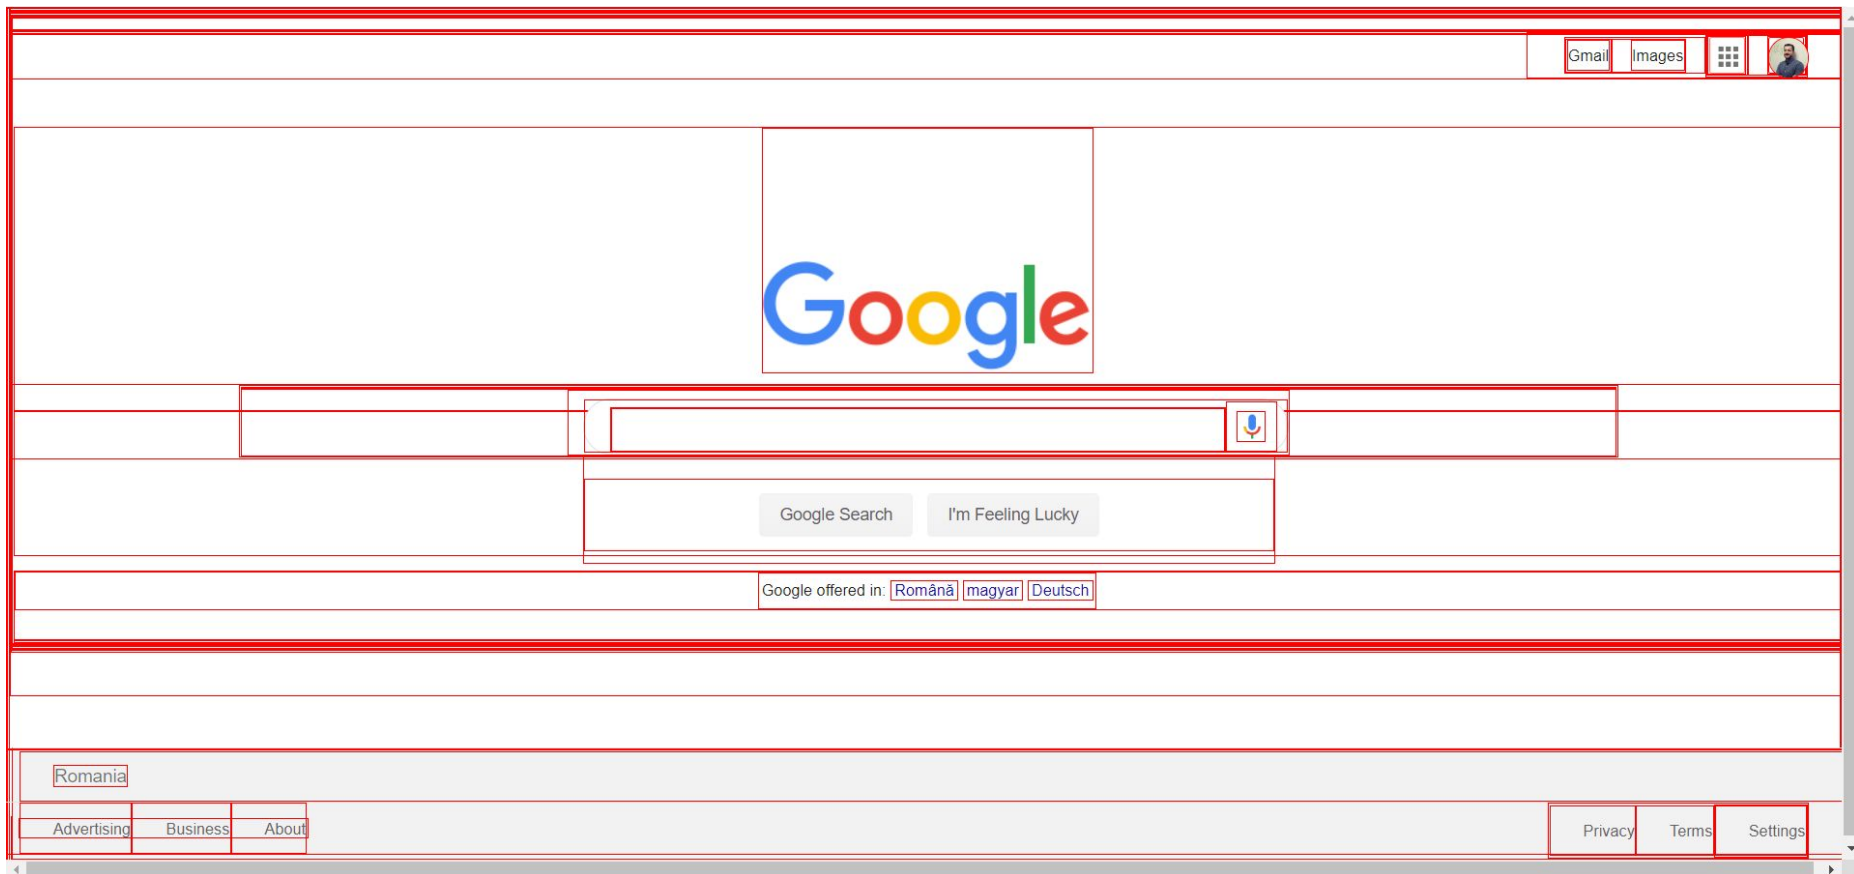 Gmail Images
Google
Google Search I'm Feeling Lucky
Google offered in: Română magyar Deutsch
Romania
Advertising Business About Privacy Terms Settings